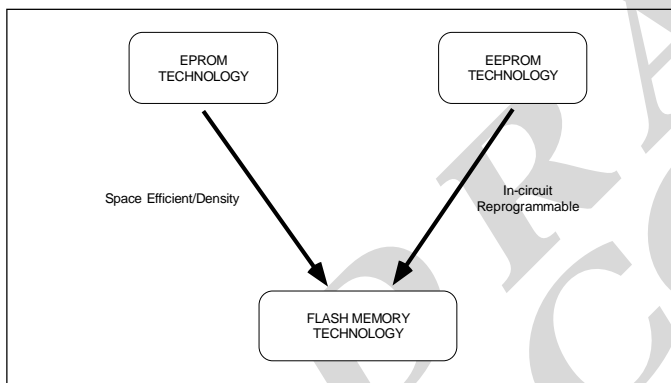 EPROM
TECHNOLOGY
EEPROM
TECHNOLOGY
Space Efficient/Density
In-circuit
Reprogrammable
FLASH MEMORY
TECHNOLOGY